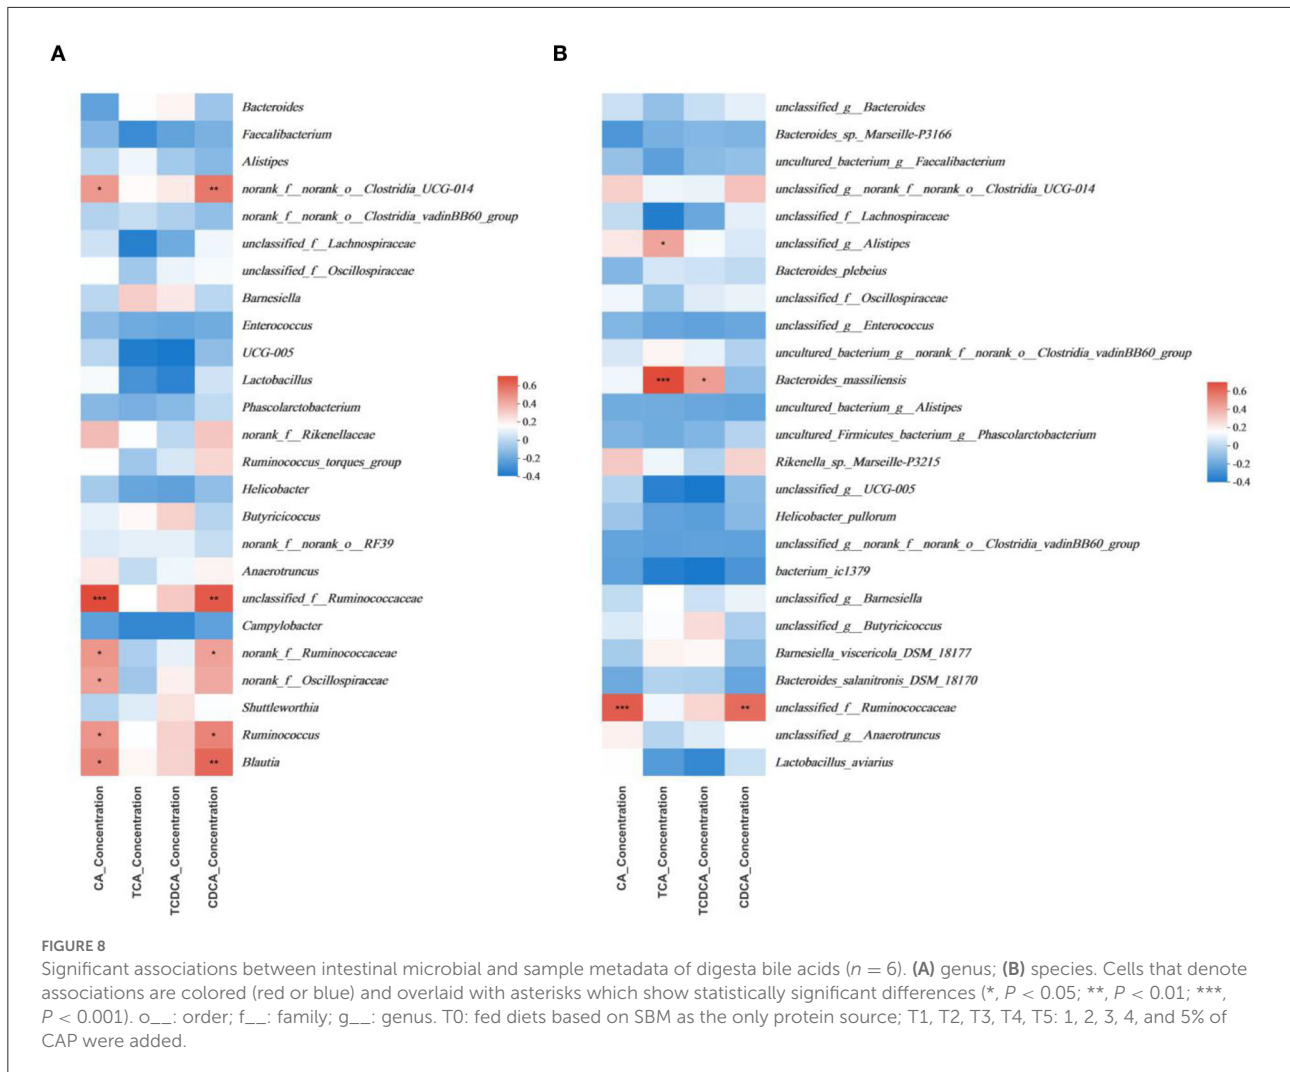 A
B
Bacteroides
Faecalibacterium
Alistipes
norank_f__norank_o__Clostridia_UCG-014
norank_f__norank_o__Clostridia_vadinBB60_group
unclassified_f__Lachnospiraceae
unclassified_f__Oscillospiraceae
Barnesiella
Enterococcus
UCG-005
Lactobacillus
Phascolarctobacterium
norank_f__Rikenellaceae
Ruminococcus_torques_group
Helicobacter
Butyricicoccus
norank_f__norank_o__RF39
Anaerotruncus
unclassified_f__Ruminococcaceae
Campylobacter
norank_f__Ruminococcaceae
norank_f__Oscillospiraceae
Shuttleworthia
Ruminococcus
Blautia
* **
*** **
* *
*
* *
* **
0.6
0.4
0.2
0
-0.2
-0.4
CA_Concentration
TCA_Concentration
TCDCA_Concentration
CDCA_Concentration
unclassified_g__Bacteroides
Bacteroides_sp._Marseille-P3166
uncultured_bacterium_g__Faecalibacterium
unclassified_g__norank_f__norank_o__Clostridia_UCG-014
unclassified_f__Lachnospiraceae
unclassified_g__Alistipes
Bacteroides_plebeius
unclassified_f__Oscillospiraceae
unclassified_g__Enterococcus
uncultured_bacterium_g__norank_f__norank_o__Clostridia_vadinBB60_group
Bacteroides_massiliensis
uncultured_bacterium_g__Alistipes
uncultured_Firmicutes_bacterium_g__Phascolarctobacterium
Rikenella_sp._Marseille-P3215
unclassified_g__UCG-005
Helicobacter_pullorum
unclassified_g__norank_f__norank_o__Clostridia_vadinBB60_group
bacterium_ic1379
unclassified_g__Barnesiella
unclassified_g__Butyricicoccus
Barnesiella_viscericola_DSM_18177
Bacteroides_salanitronis_DSM_18170
unclassified_f__Ruminococcaceae
unclassified_g__Anaerotruncus
Lactobacillus_aviarius
*
*** *
*** **
0.6
0.4
0.2
0
-0.2
-0.4
CA_Concentration
TCA_Concentration
TCDCA_Concentration
CDCA_Concentration
FIGURE 8
Significant associations between intestinal microbial and sample metadata of digesta bile acids (n = 6). (A) genus; (B) species. Cells that denote
associations are colored (red or blue) and overlaid with asterisks which show statistically significant differences (*, P < 0.05; **, P < 0.01; ***,
P < 0.001). o__: order; f__: family; g__: genus. T0: fed diets based on SBM as the only protein source; T1, T2, T3, T4, T5: 1, 2, 3, 4, and 5% of
CAP were added.